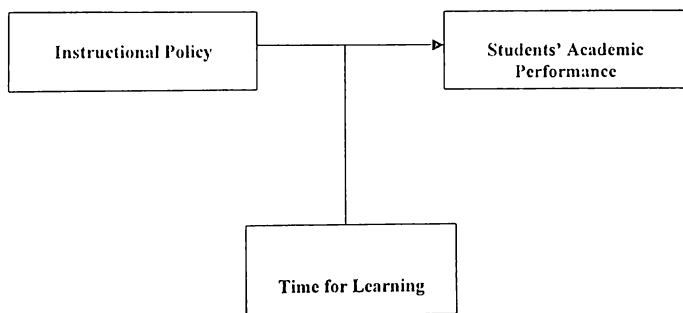 Instructional Policy
Students’ Academic
Performance
Time for Learning